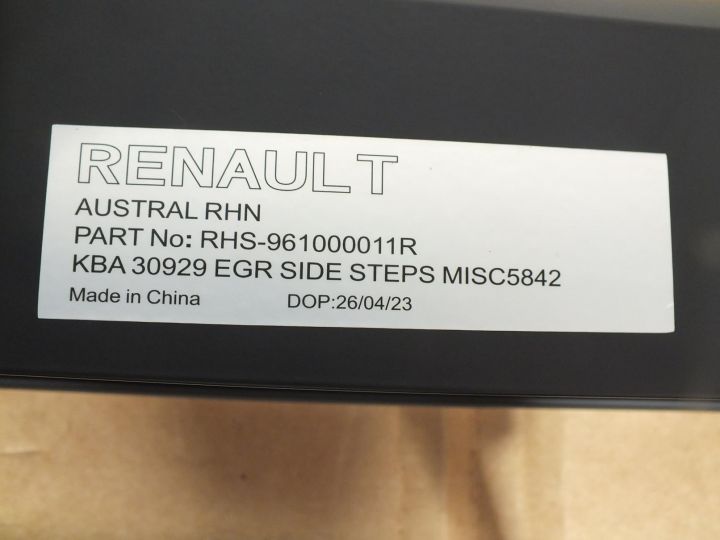 RENAULT
AUSTRAL RHN
PART No: RHS-961000011R
KBA 30929 EGR SIDE STEPS MISC5842
Made in China DOP:26/04/23